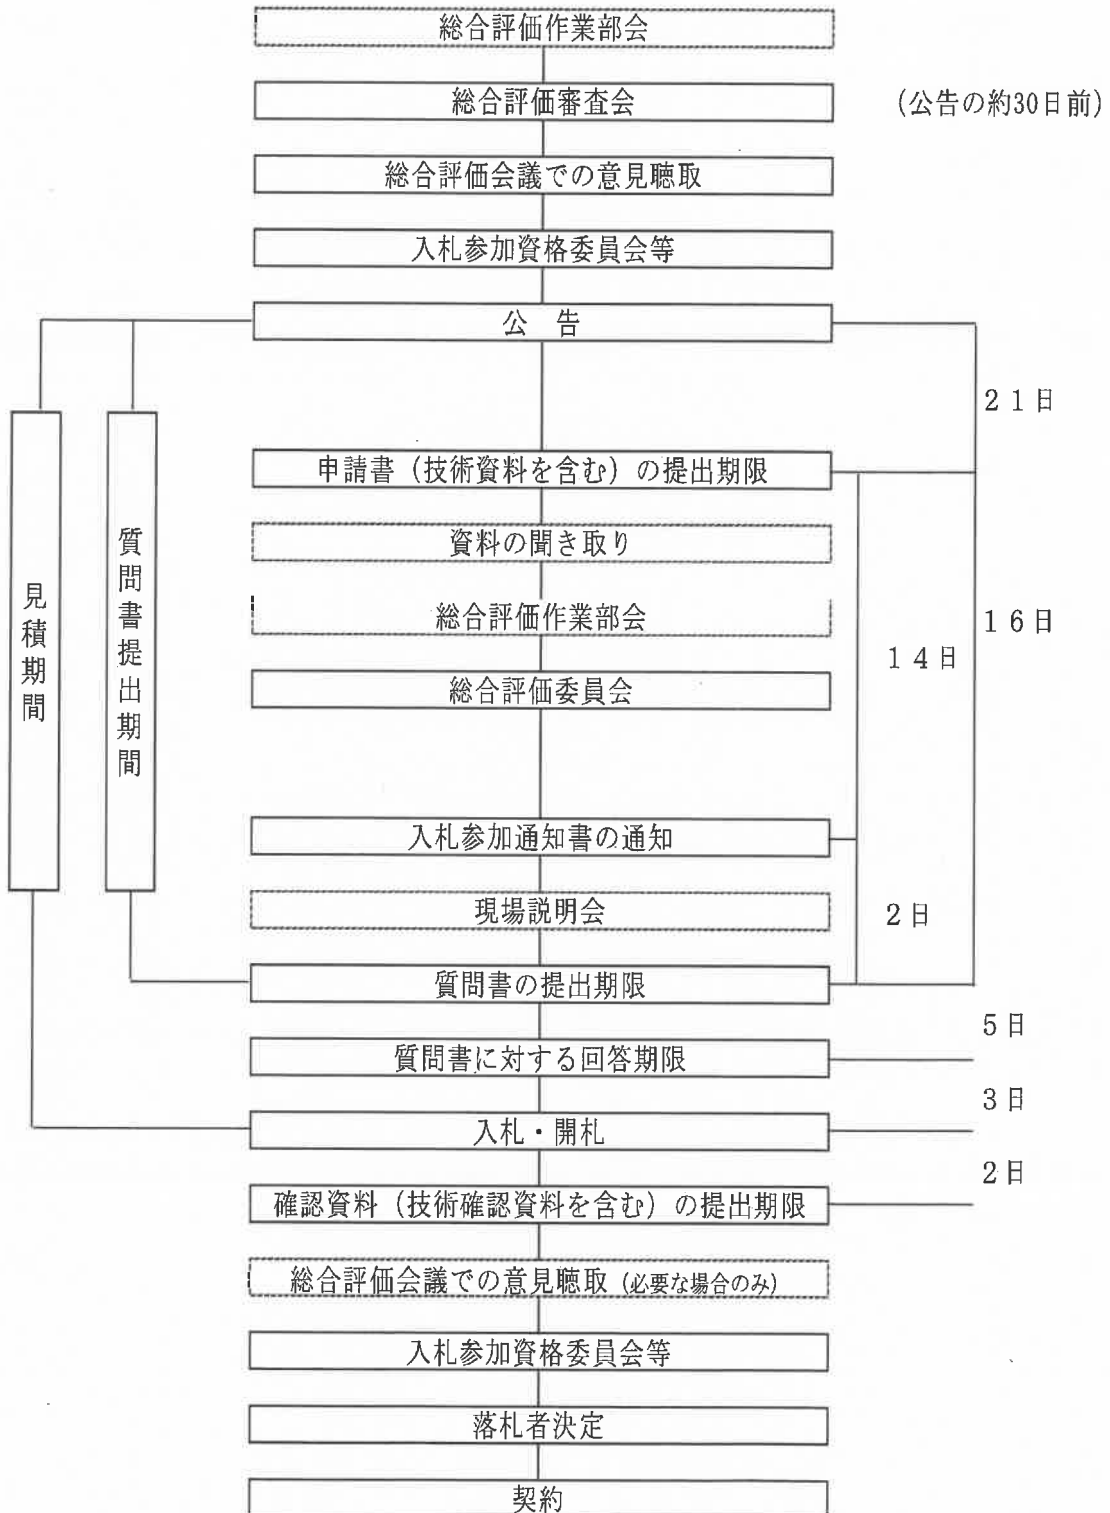 総合評価作業部会
総合評価審査会
(公告の約30日前)
総合評価会議での意見聴取
入札参加資格委員会等
公　告
21日
申請書（技術資料を含む）の提出期限
資料の聞き取り
総合評価作業部会
16日
14日
総合評価委員会
見積期間
質問書提出期間
入札参加通知書の通知
現場説明会
2日
質問書の提出期限
5日
質問書に対する回答期限
3日
入札・開札
2日
確認資料（技術確認資料を含む）の提出期限
総合評価会議での意見聴取（必要な場合のみ）
入札参加資格委員会等
落札者決定
契約